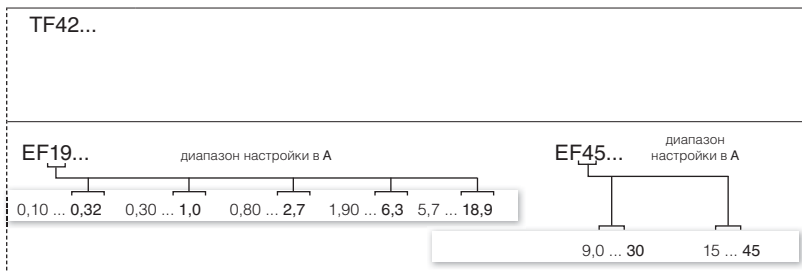 TF42...
EF19...
диапазон настройки в A
EF45...
диапазон
настройки в A
0,10 ... 0,32 0,30 ... 1,0 0,80 ... 2,7 1,90 ... 6,3 5,7 ... 18,9
9,0 ... 30 15 ... 45